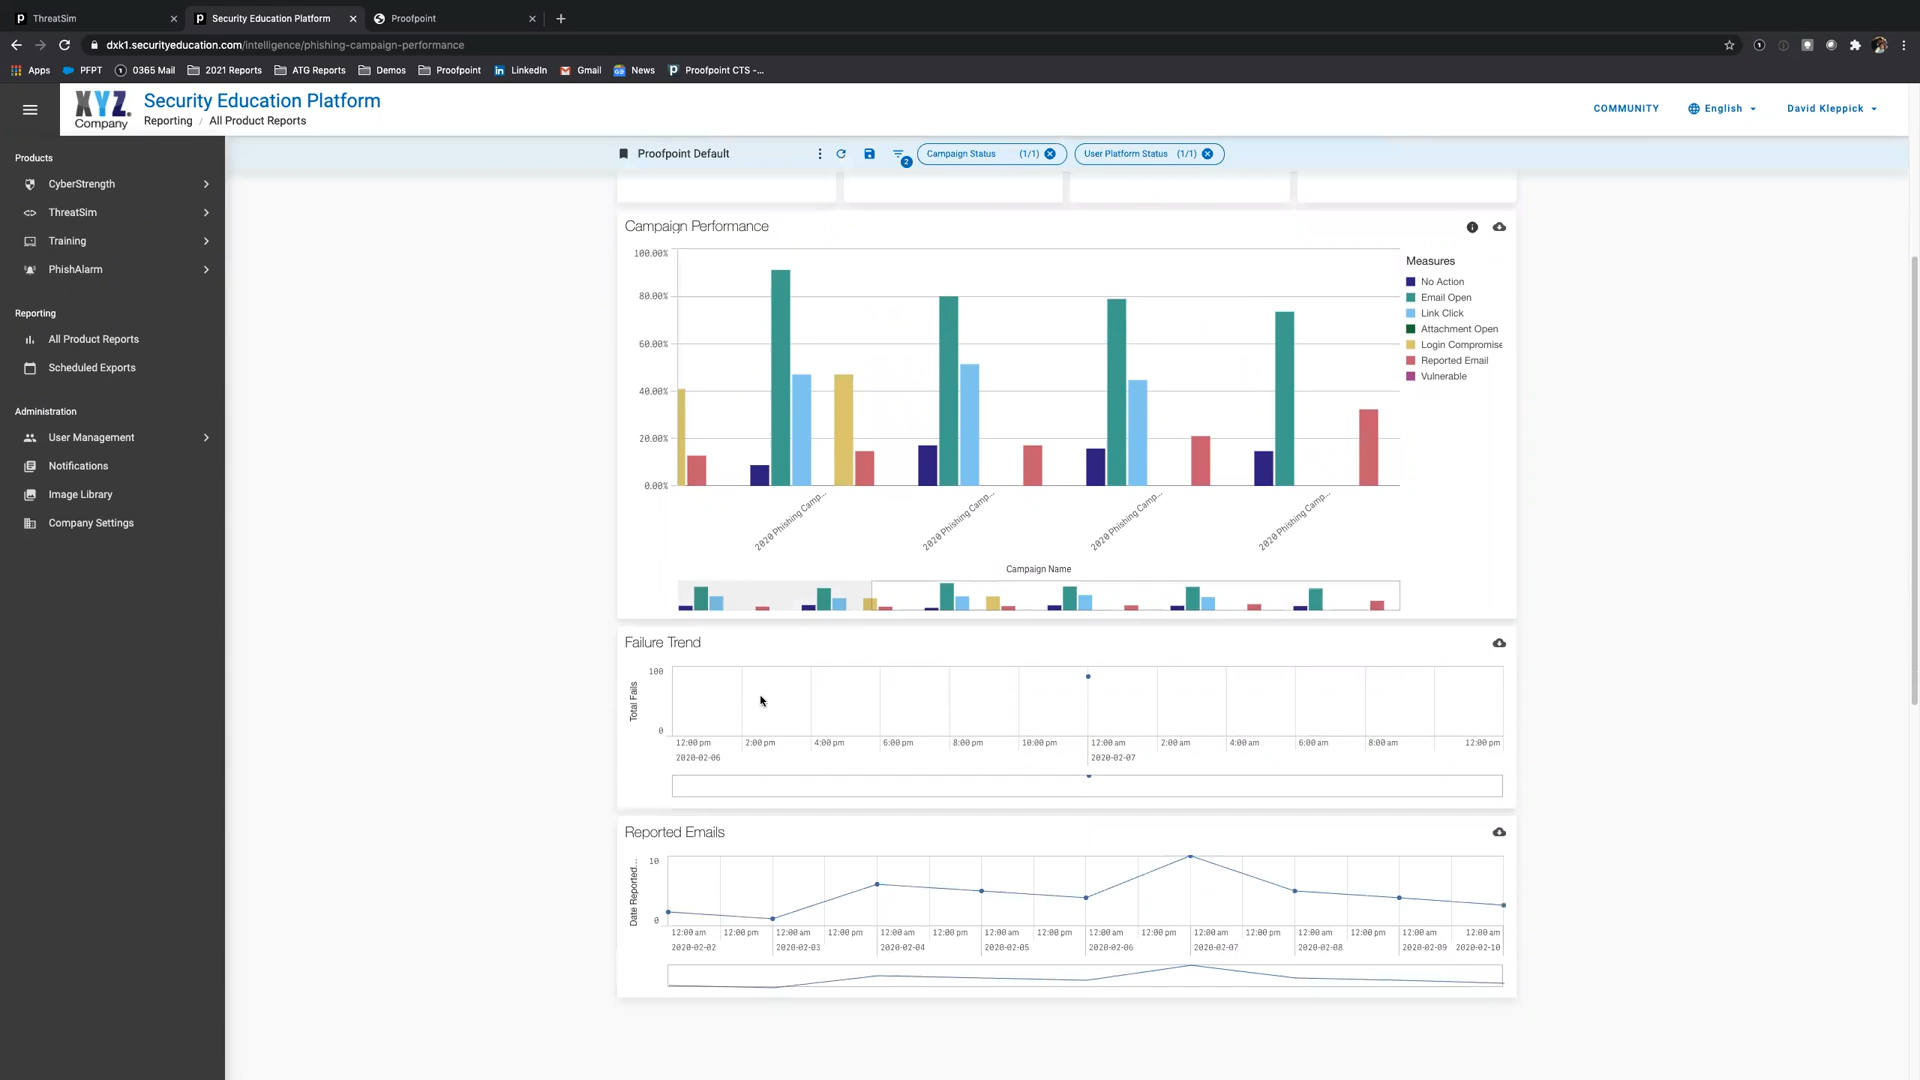 ThreatSim
Security Education Platform
Proofpoint
dxk1.securityeducation.com/intelligence/phishing-campaign-performance
Apps
PFPT
O365 Mail
2021 Reports
ATG Reports
Demos
Proofpoint
LinkedIn
Gmail
News
Proofpoint CTS -...
XYZ.
Company
Security Education Platform
Reporting / All Product Reports
COMMUNITY
English
David Kleppick
Products
CyberStrength
ThreatSim
Training
PhishAlarm
Reporting
All Product Reports
Scheduled Exports
Administration
User Management
Notifications
Image Library
Company Settings
Proofpoint Default
2
Campaign Status (1/1)
User Platform Status (1/1)
Campaign Performance
100.00%
80.00%
60.00%
40.00%
20.00%
0.00%
2020 Phishing Camp...
2020 Phishing Camp...
2020 Phishing Camp...
2020 Phishing Camp...
Campaign Name
Measures
No Action
Email Open
Link Click
Attachment Open
Login Compromise
Reported Email
Vulnerable
Failure Trend
Total Fails
100
0
12:00 pm 2:00 pm 4:00 pm 6:00 pm 8:00 pm 10:00 pm 12:00 am 2:00 am 4:00 am 6:00 am 8:00 am 12:00 pm
2020-02-06 2020-02-07
Reported Emails
Date Reported...
10
0
12:00 am 12:00 pm 12:00 am 12:00 pm 12:00 am 12:00 pm 12:00 am 12:00 pm 12:00 am 12:00 pm 12:00 am 12:00 pm 12:00 am 12:00 pm 12:00 am 12:00 am
2020-02-02 2020-02-03 2020-02-04 2020-02-05 2020-02-06 2020-02-07 2020-02-08 2020-02-09 2020-02-10